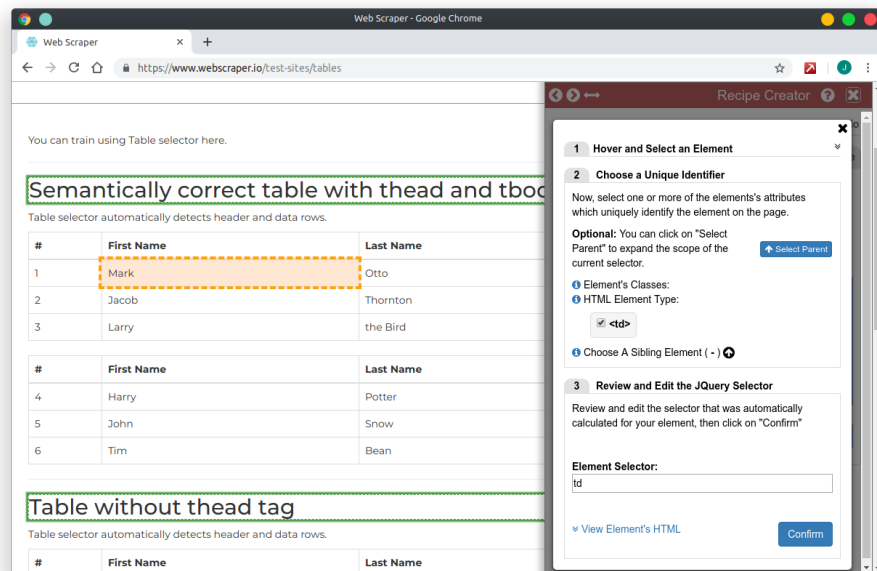 Web Scraper - Google Chrome
Web Scraper
https://www.webscraper.io/test-sites/tables
J
Recipe Creator
You can train using Table selector here.
Semantically correct table with thead and tbo
Table selector automatically detects header and data rows.
# First Name Last Name
1 Mark Otto
2 Jacob Thornton
3 Larry the Bird
# First Name Last Name
4 Harry Potter
5 John Snow
6 Tim Bean
Table without thead tag
Table selector automatically detects header and data rows.
# First Name Last Name
1 Hover and Select an Element
2 Choose a Unique Identifier
Now, select one or more of the elements's attributes
which uniquely identify the element on the page.
Optional: You can click on "Select
Parent" to expand the scope of the
current selector.
Select Parent
Element's Classes:
HTML Element Type:
<td>
Choose A Sibling Element ( - )
3 Review and Edit the JQuery Selector
Review and edit the selector that was automatically
calculated for your element, then click on "Confirm"
Element Selector:
td
View Element's HTML
Confirm